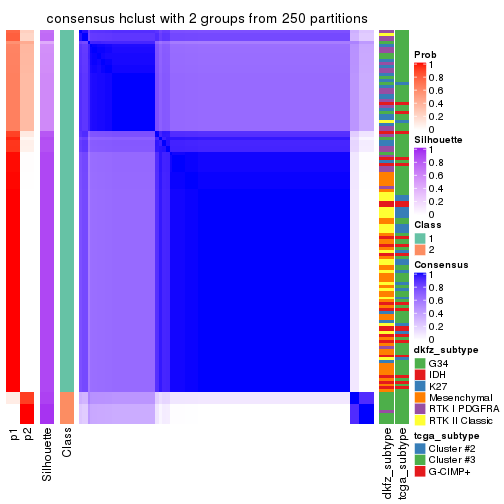 consensus hclust with 2 groups from 250 partitions
Prob
1
0.8
0.6
0.4
0.2
0
Silhouette
1
0.8
0.6
0.4
0.2
0
Class
1
2
Consensus
1
0.8
0.6
0.4
0.2
0
dkfz_subtype
G34
IDH
K27
Mesenchymal
RTK I PDGFRA
RTK II Classic
tcga_subtype
Cluster #2
Cluster #3
G-CIMP+
p1
p2
Silhouette
Class
dkfz_subtype
tcga_subtype